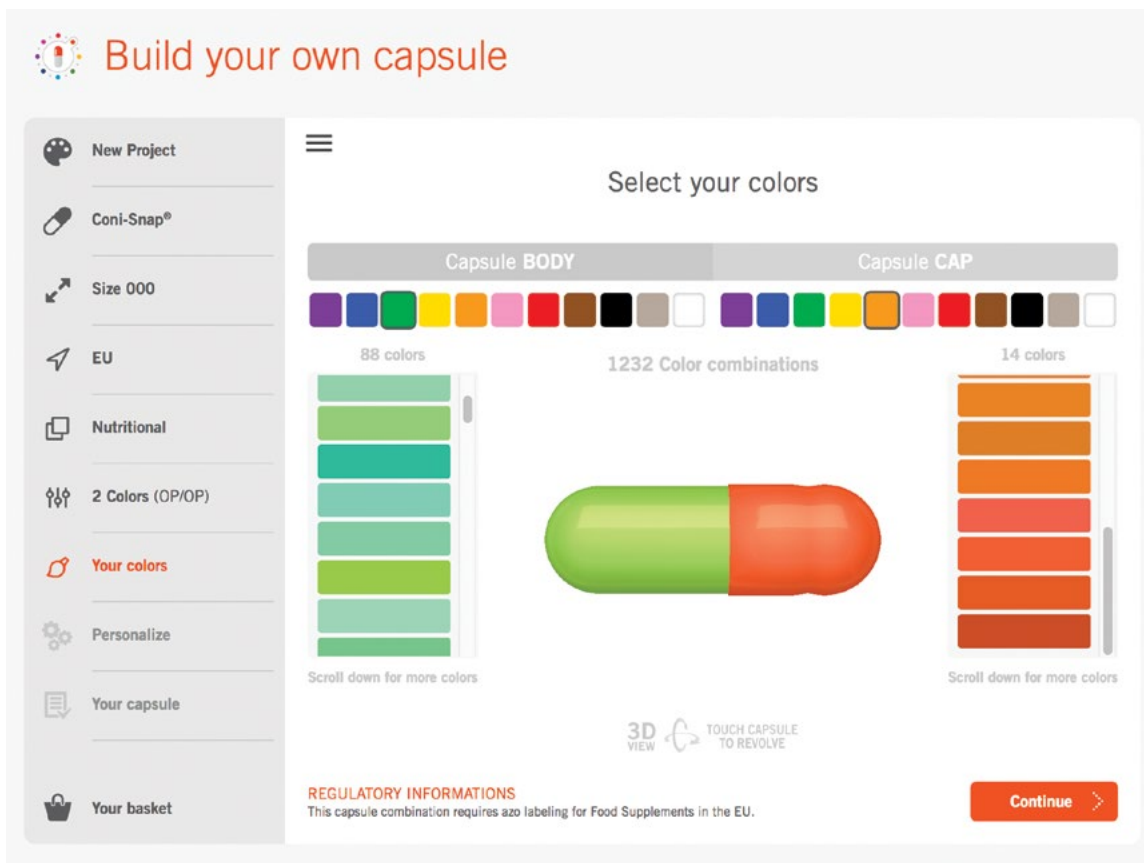 Build your own capsule
New Project
Coni-Snap®
Size 000
EU
Nutritional
2 Colors (OP/OP)
Your colors
Personalize
Your capsule
Your basket
Select your colors
Capsule BODY
Capsule CAP
88 colors
1232 Color combinations
14 colors
Scroll down for more colors
Scroll down for more colors
3D
VIEW
TOUCH CAPSULE
TO REVOLVE
REGULATORY INFORMATIONS
This capsule combination requires azo labeling for Food Supplements in the EU.
Continue